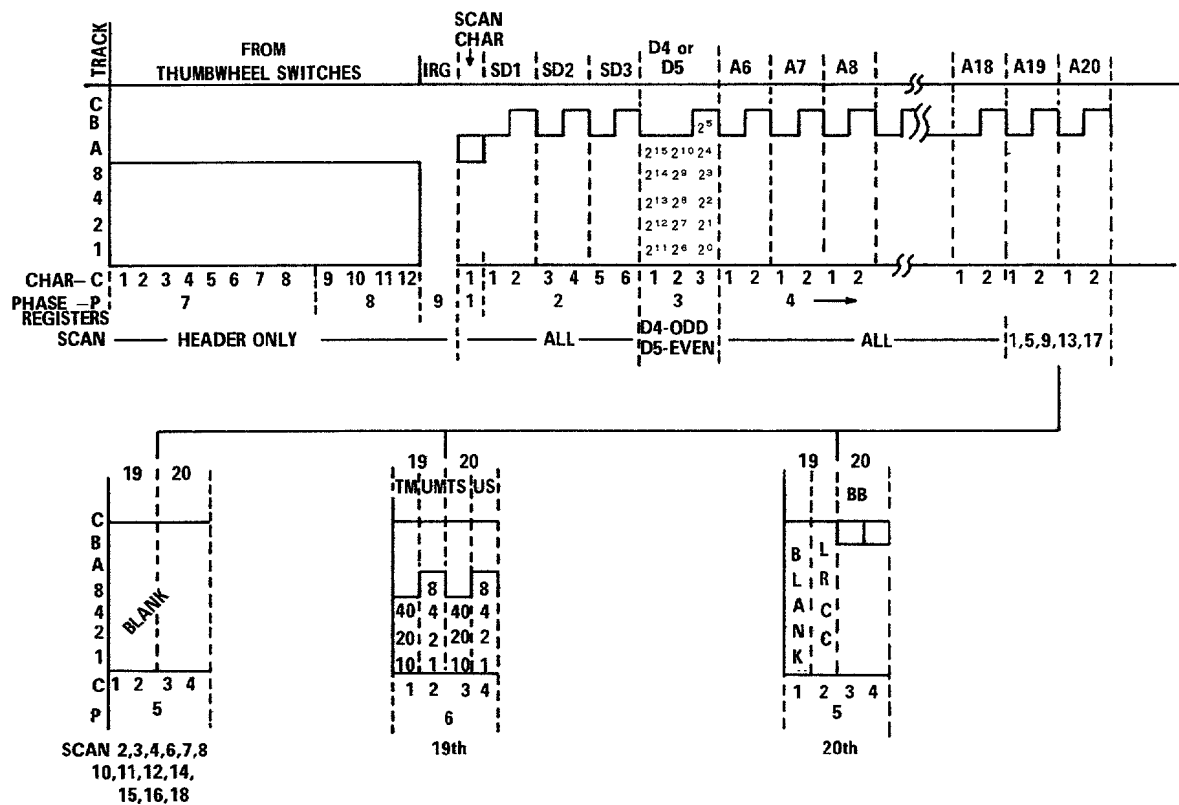 TRACK
FROM
THUMBWHEEL SWITCHES
IRG
SCAN
CHAR
SD1 SD2 SD3
D4 or
D5
A6 A7 A8 A18 A19 A20
C
B
A
8
4
2
1
2⁵
2¹⁵ 2¹⁰ 2⁴
2¹⁴ 2⁹ 2³
2¹³ 2⁸ 2²
2¹² 2⁷ 2¹
2¹¹ 2⁶ 2⁰
CHAR– C 1 2 3 4 5 6 7 8 9 10 11 12 1 1 2 3 4 5 6 1 2 3 1 2 1 2 1 2 1 2 1 2 1 2
PHASE –P 7 8 9 1 2 3 4
REGISTERS
SCAN HEADER ONLY ALL D4-ODD ALL 1,5,9,13,17
D5-EVEN
19 20
C
B
A
8
4
2
1
BLANK
C 1 2 3 4
P 5
SCAN 2,3,4,6,7,8
10,11,12,14,
15,16,18
19 20
TM UM TS US
8 8
40 4 40 4
20 2 20 2
10 1 10 1
1 2 3 4
6
19th
19 20
BB
BLANK
LRCC
1 2 3 4
5
20th